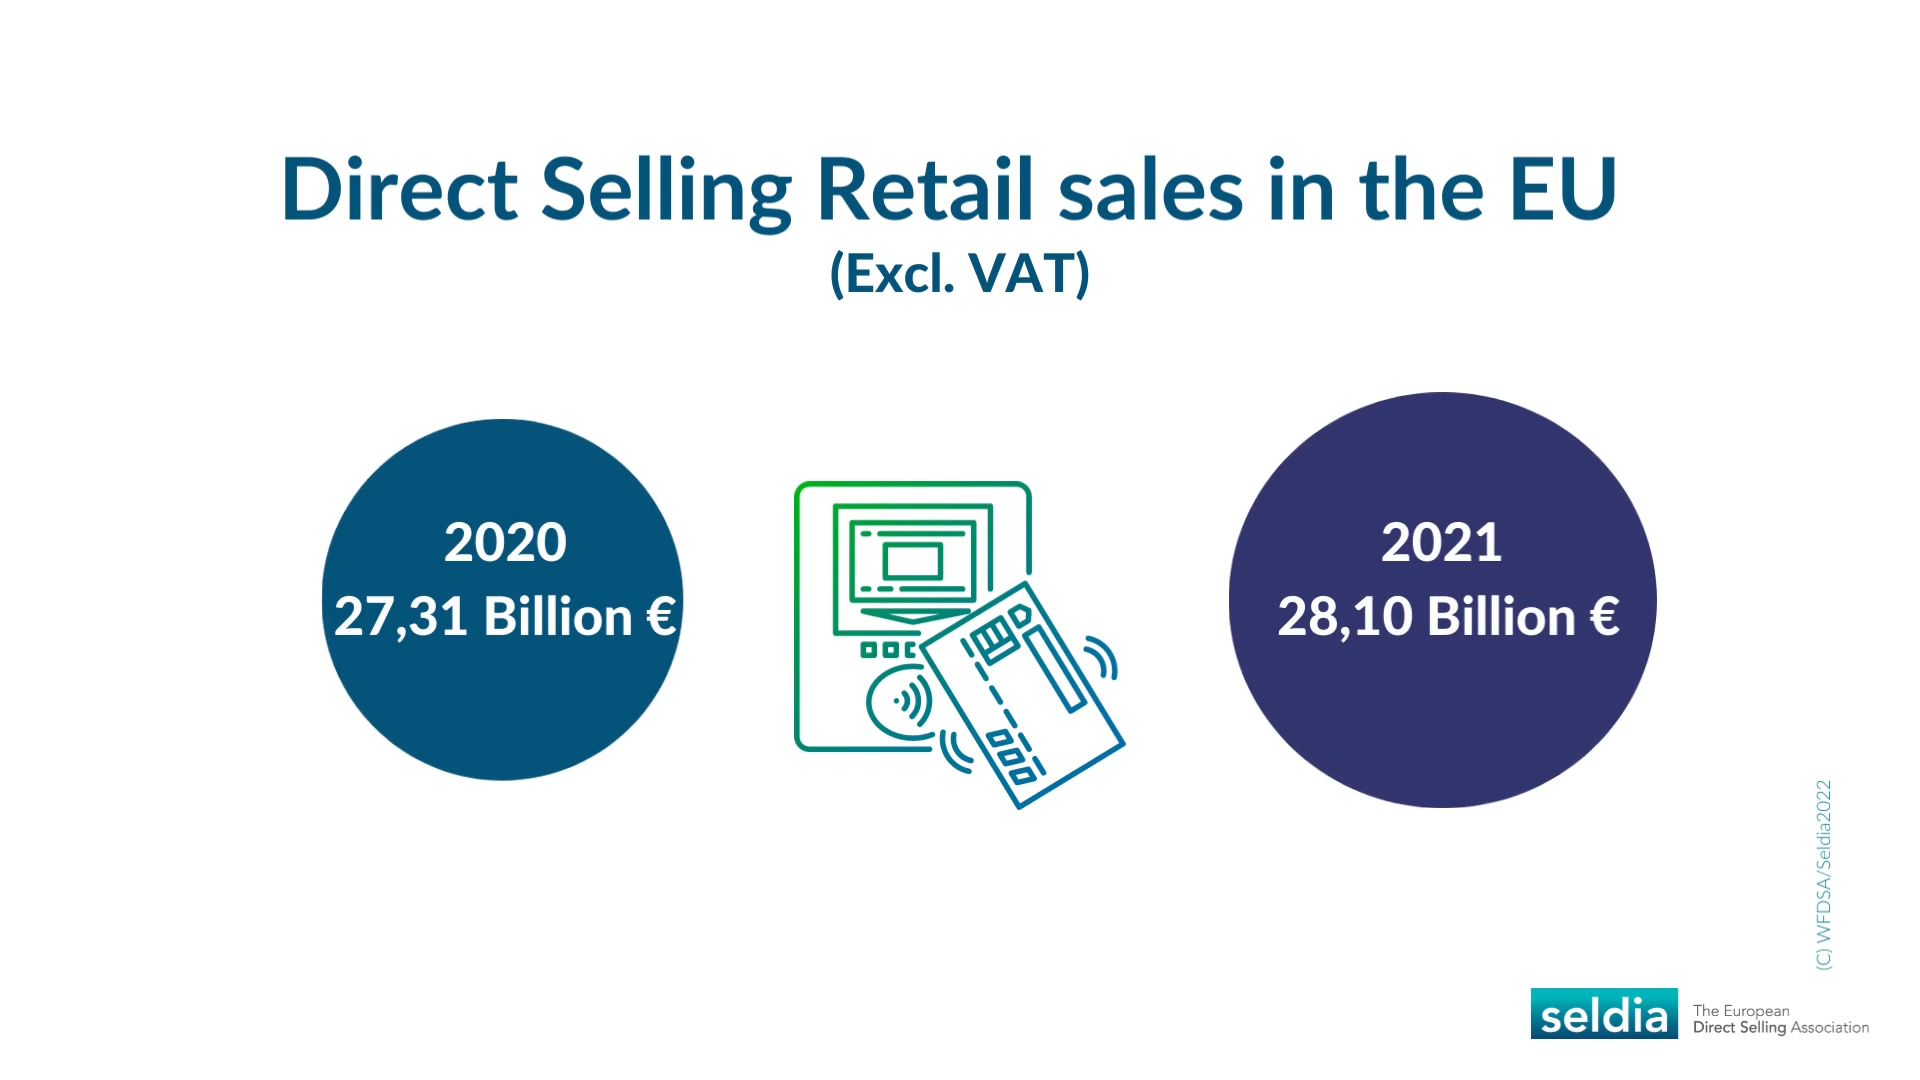 Direct Selling Retail sales in the EU
(Excl. VAT)
2020
27,31 Billion €
2021
28,10 Billion €
(C) WFDSA/Seldia2022
seldia
The European
Direct Selling Association